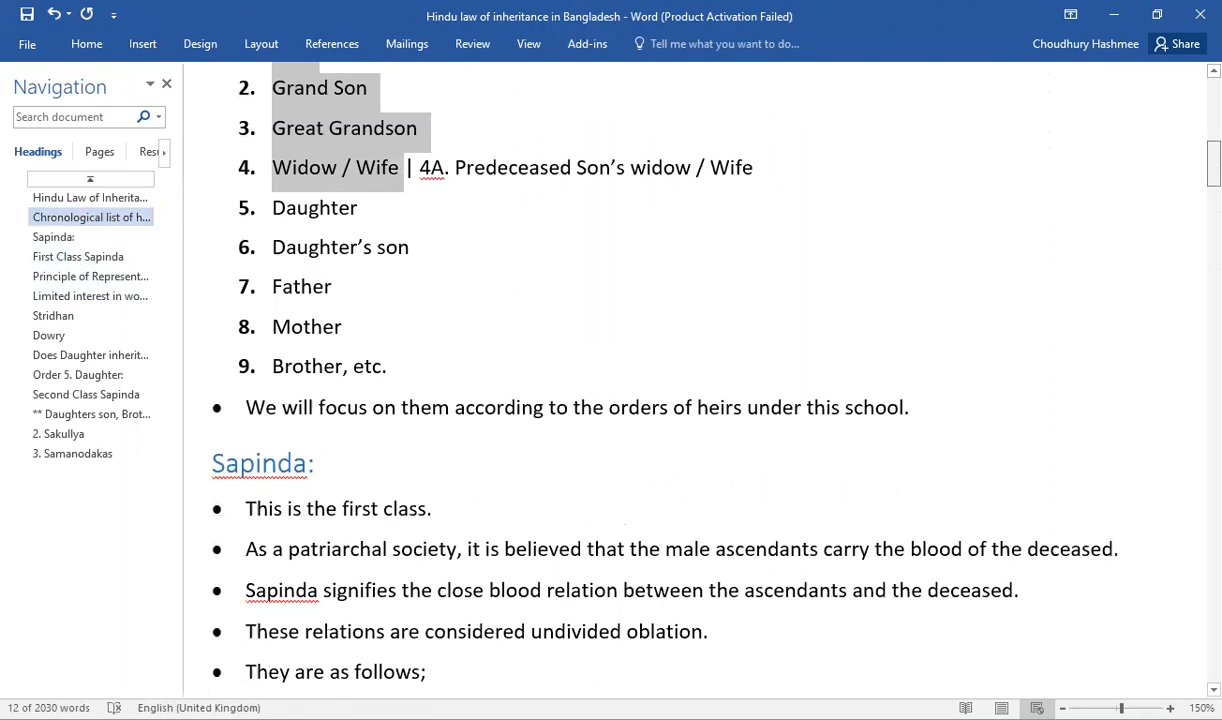 Hindu law of inheritance in Bangladesh - Word (Product Activation Failed)
File Home Insert Design Layout References Mailings Review View Add-ins Tell me what you want to do... Choudhury Hashmee Share
Navigation
Search document
Headings Pages Resu
Hindu Law of Inherita...
Chronological list of h...
Sapinda:
First Class Sapinda
Principle of Represent...
Limited interest in wo...
Stridhan
Dowry
Does Daughter inherit...
Order 5. Daughter:
Second Class Sapinda
** Daughters son, Brot...
2. Sakullya
3. Samanodakas
2. Grand Son
3. Great Grandson
4. Widow / Wife | 4A. Predeceased Son’s widow / Wife
5. Daughter
6. Daughter’s son
7. Father
8. Mother
9. Brother, etc.
● We will focus on them according to the orders of heirs under this school.
Sapinda:
● This is the first class.
● As a patriarchal society, it is believed that the male ascendants carry the blood of the deceased.
● Sapinda signifies the close blood relation between the ascendants and the deceased.
● These relations are considered undivided oblation.
● They are as follows;
12 of 2030 words English (United Kingdom) 150%